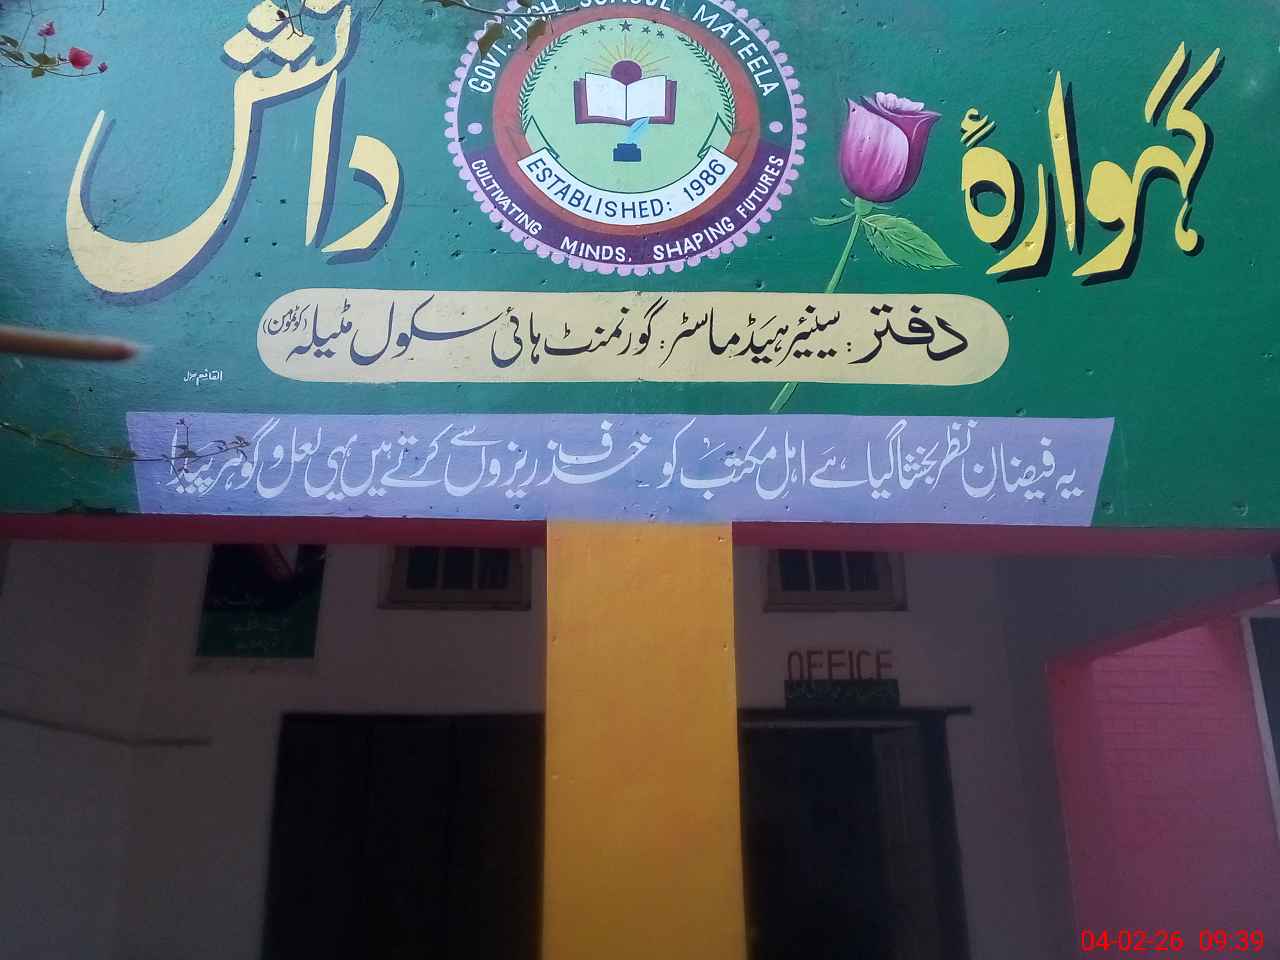 GOVT. HIGH SCHOOL MATEELA
ESTABLISHED: 1986
CULTIVATING MINDS, SHAPING FUTURES
گہوارۂ دانش
دفتر: سینئر ہیڈ ماسٹر: گورنمنٹ ہائی سکول مٹیلہ
یہ فیضانِ نظر بخشا گیا ہے اہلِ مکتب کو۔ خذف ریزوں سے کرتے ہیں یہی لعل و گوہر پیدا
OFFICE
04-02-26 09:39